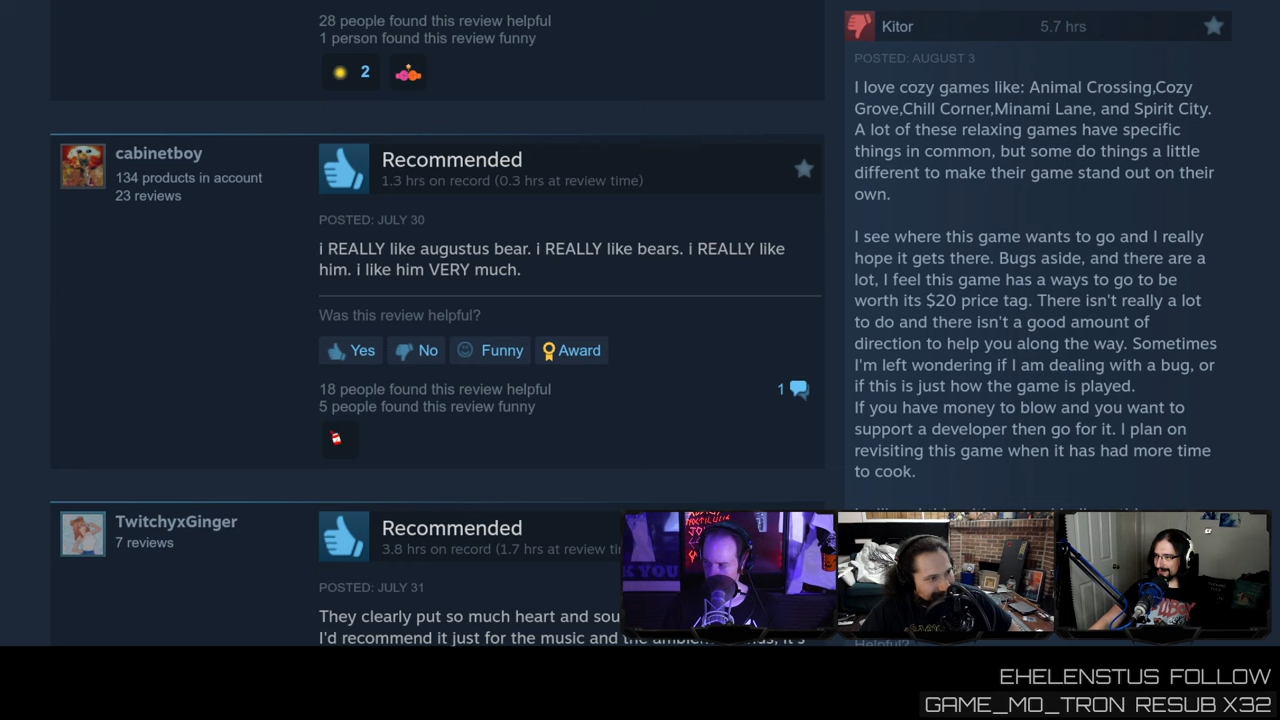 28 people found this review helpful
1 person found this review funny
2
cabinetboy
134 products in account
23 reviews
Recommended
1.3 hrs on record (0.3 hrs at review time)
POSTED: JULY 30
i REALLY like augustus bear. i REALLY like bears. i REALLY like
him. i like him VERY much.
Was this review helpful?
Yes
No
Funny
Award
18 people found this review helpful
5 people found this review funny
1
TwitchyxGinger
7 reviews
Recommended
3.8 hrs on record (1.7 hrs at review
POSTED: JULY 31
They clearly put so much heart and
I'd recommend it just for the music and the
Kitor
5.7 hrs
POSTED: AUGUST 3
I love cozy games like: Animal Crossing,Cozy
Grove,Chill Corner,Minami Lane, and Spirit City.
A lot of these relaxing games have specific
things in common, but some do things a little
different to make their game stand out on their
own.
I see where this game wants to go and I really
hope it gets there. Bugs aside, and there are a
lot, I feel this game has a ways to go to be
worth its $20 price tag. There isn't really a lot
to do and there isn't a good amount of
direction to help you along the way. Sometimes
I'm left wondering if I am dealing with a bug, or
if this is just how the game is played.
If you have money to blow and you want to
support a developer then go for it. I plan on
revisiting this game when it has had more time
to cook.
EHELENSTUS FOLLOW
GAME_MO_TRON RESUB X32